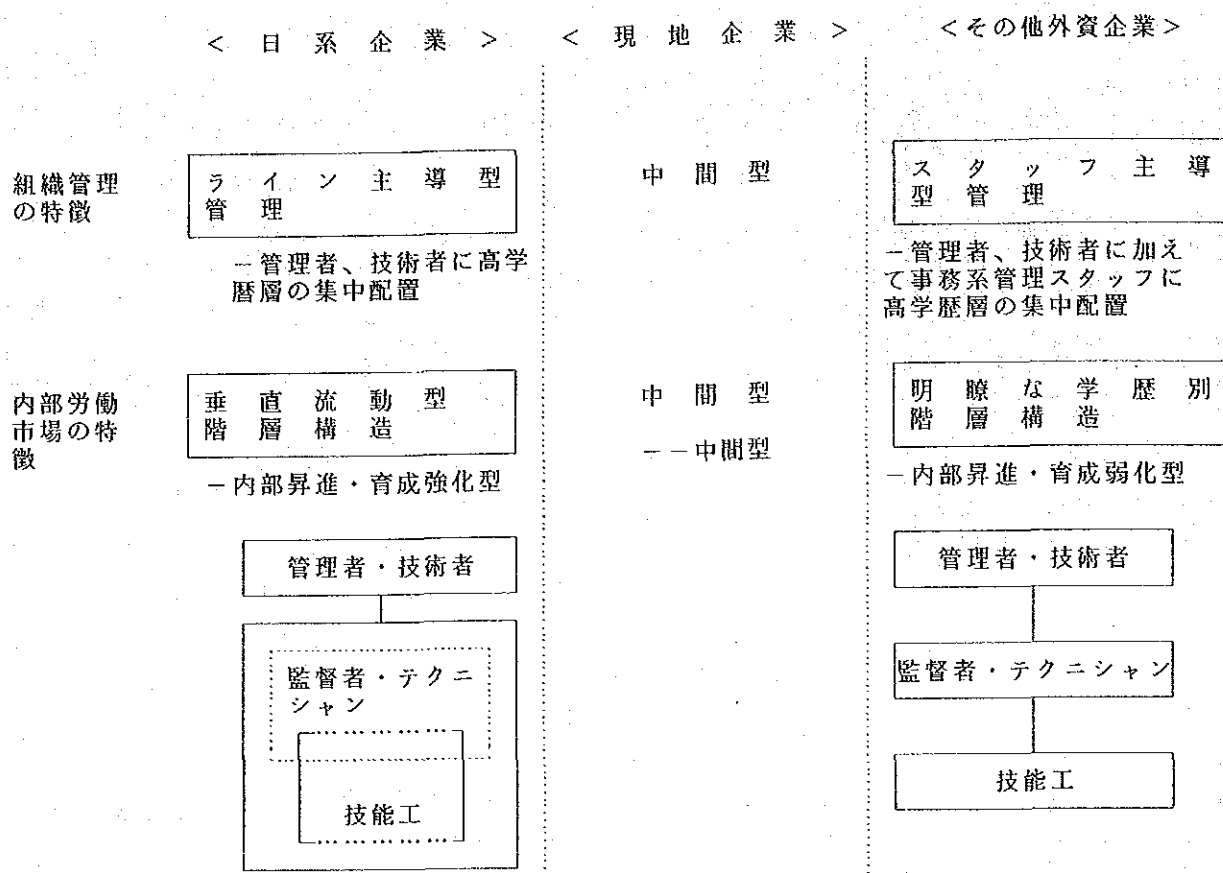 <日系企業>
<現地企業>
<その他外資企業>
組織管理
の特徴
ライン主導型
管理
中間型
スタッフ主導
型管理
－管理者、技術者に高学
暦層の集中配置
－管理者、技術者に加え
て事務系管理スタッフに
高学歴層の集中配置
内部労働
市場の特
徴
垂直流動型
階層構造
中間型
－－中間型
明瞭な学歴別
階層構造
－内部昇進・育成強化型
－内部昇進・育成弱化型
管理者・技術者
監督者・テクニ
シャン
技能工
管理者・技術者
監督者・テクニシャン
技能工